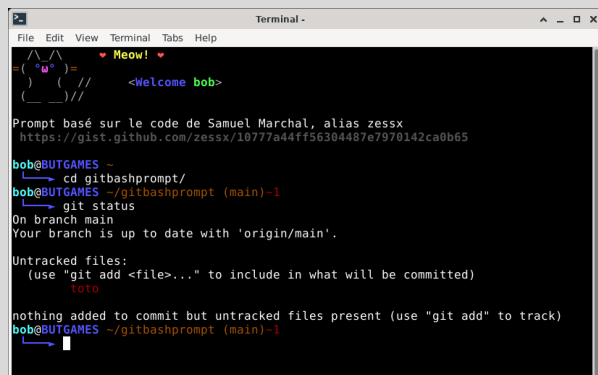 Terminal -
File Edit View Terminal Tabs Help
/\_/\ ❤ Meow! ❤
=( °ω° )=
) ( // <Welcome bob>
(__ __)//
Prompt basé sur le code de Samuel Marchal, alias zessx
https://gist.github.com/zessx/10777a44ff56304487e7970142ca0b65
bob@BUTGAMES ~
└──► cd gitbashprompt/
bob@BUTGAMES ~/gitbashprompt (main)~1
└──► git status
On branch main
Your branch is up to date with 'origin/main'.
Untracked files:
(use "git add <file>..." to include in what will be committed)
toto
nothing added to commit but untracked files present (use "git add" to track)
bob@BUTGAMES ~/gitbashprompt (main)~1
└──►